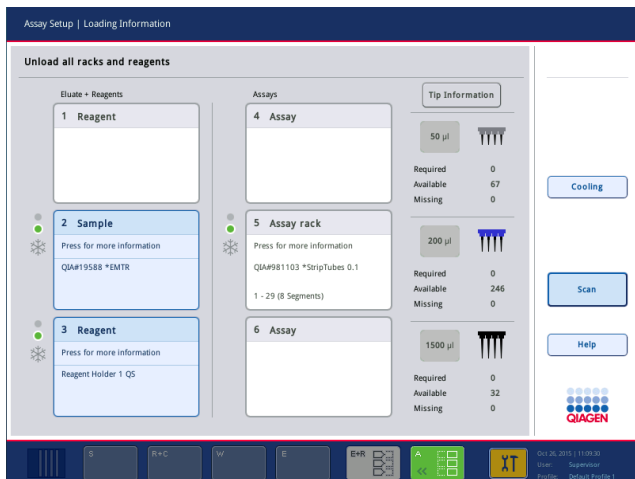 Assay Setup | Loading Information
Unload all racks and reagents
Eluate + Reagents
Assays
Tip Information
1 Reagent
4 Assay
50 µl
Required 0
Available 67
Missing 0
Cooling
2 Sample
Press for more information
QIA#19588 *EMTR
5 Assay rack
Press for more information
QIA#981103 *StripTubes 0.1
1 - 29 (8 Segments)
200 µl
Required 0
Available 246
Missing 0
Scan
3 Reagent
Press for more information
Reagent Holder 1 QS
6 Assay
1500 µl
Required 0
Available 32
Missing 0
Help
QIAGEN
S
R+C
W
E
E+R
A
Oct 26, 2015 | 11:09:30
User: Supervisor
Profile: Default Profile 1